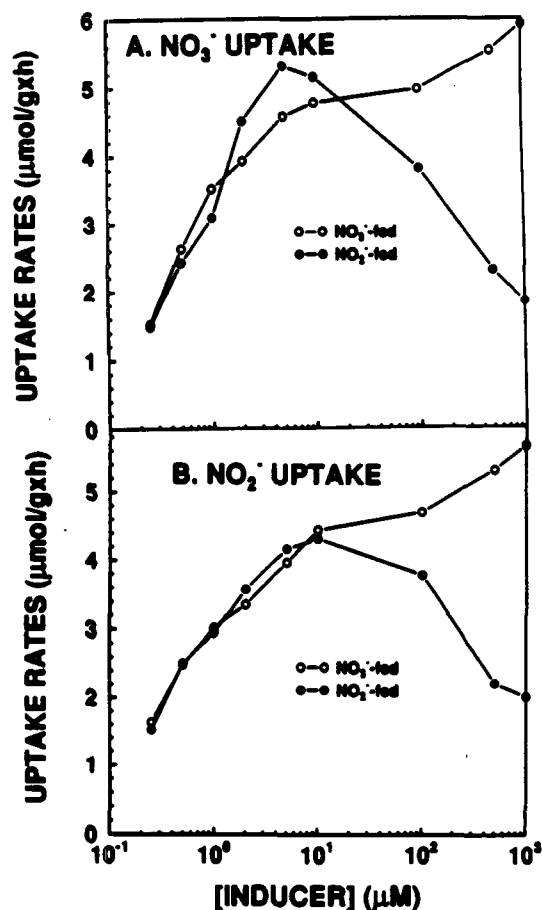 A. NO₃⁻ UPTAKE
UPTAKE RATES (μmol/gxh)
6
5
4
3
2
1
0
NO₃⁻-fed
NO₂⁻-fed
B. NO₂⁻ UPTAKE
UPTAKE RATES (μmol/gxh)
5
4
3
2
1
0
NO₃⁻-fed
NO₂⁻-fed
10⁻¹ 10⁰ 10¹ 10² 10³
[INDUCER] (μM)